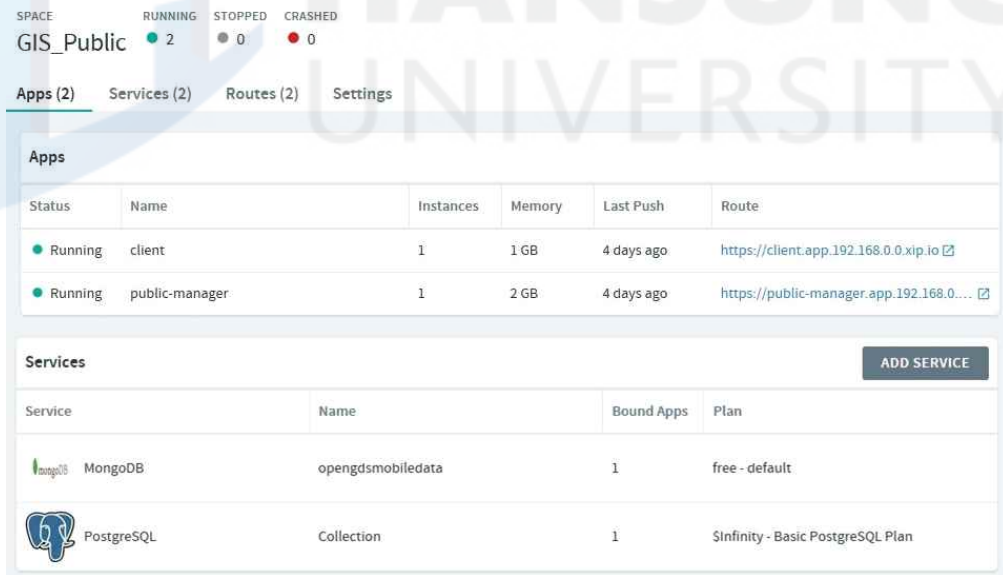 HANSUNG
UNIVERSITY
SPACE RUNNING STOPPED CRASHED
GIS_Public 2 0 0
Apps (2) Services (2) Routes (2) Settings
Apps
Status Name Instances Memory Last Push Route
Running client 1 1 GB 4 days ago https://client.app.192.168.0.0.xip.io
Running public-manager 1 2 GB 4 days ago https://public-manager.app.192.168.0....
Services ADD SERVICE
Service Name Bound Apps Plan
mongoDB MongoDB opengdsmobiledata 1 free - default
PostgreSQL Collection 1 $Infinity - Basic PostgreSQL Plan